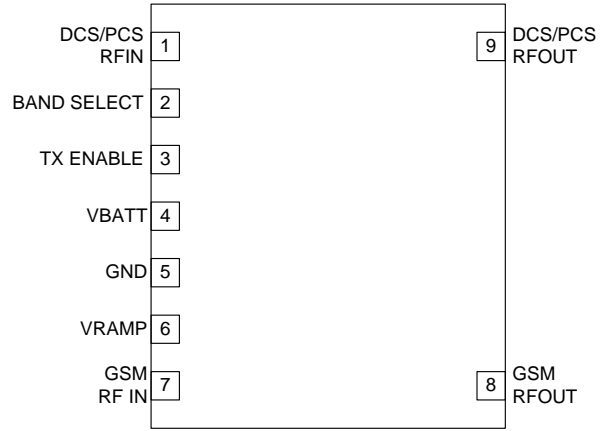 DCS/PCS
RFIN
1
BAND SELECT
2
TX ENABLE
3
VBATT
4
GND
5
VRAMP
6
GSM
RF IN
7
9
DCS/PCS
RFOUT
8
GSM
RFOUT